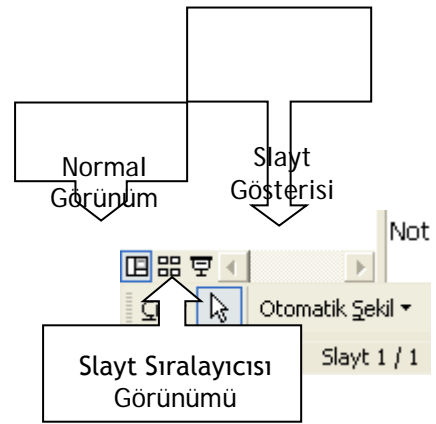 Normal
Görünüm
Slayt
Gösterisi
Not
Otomatik Şekil
Slayt Sıralayıcısı
Görünümü
Slayt 1 / 1